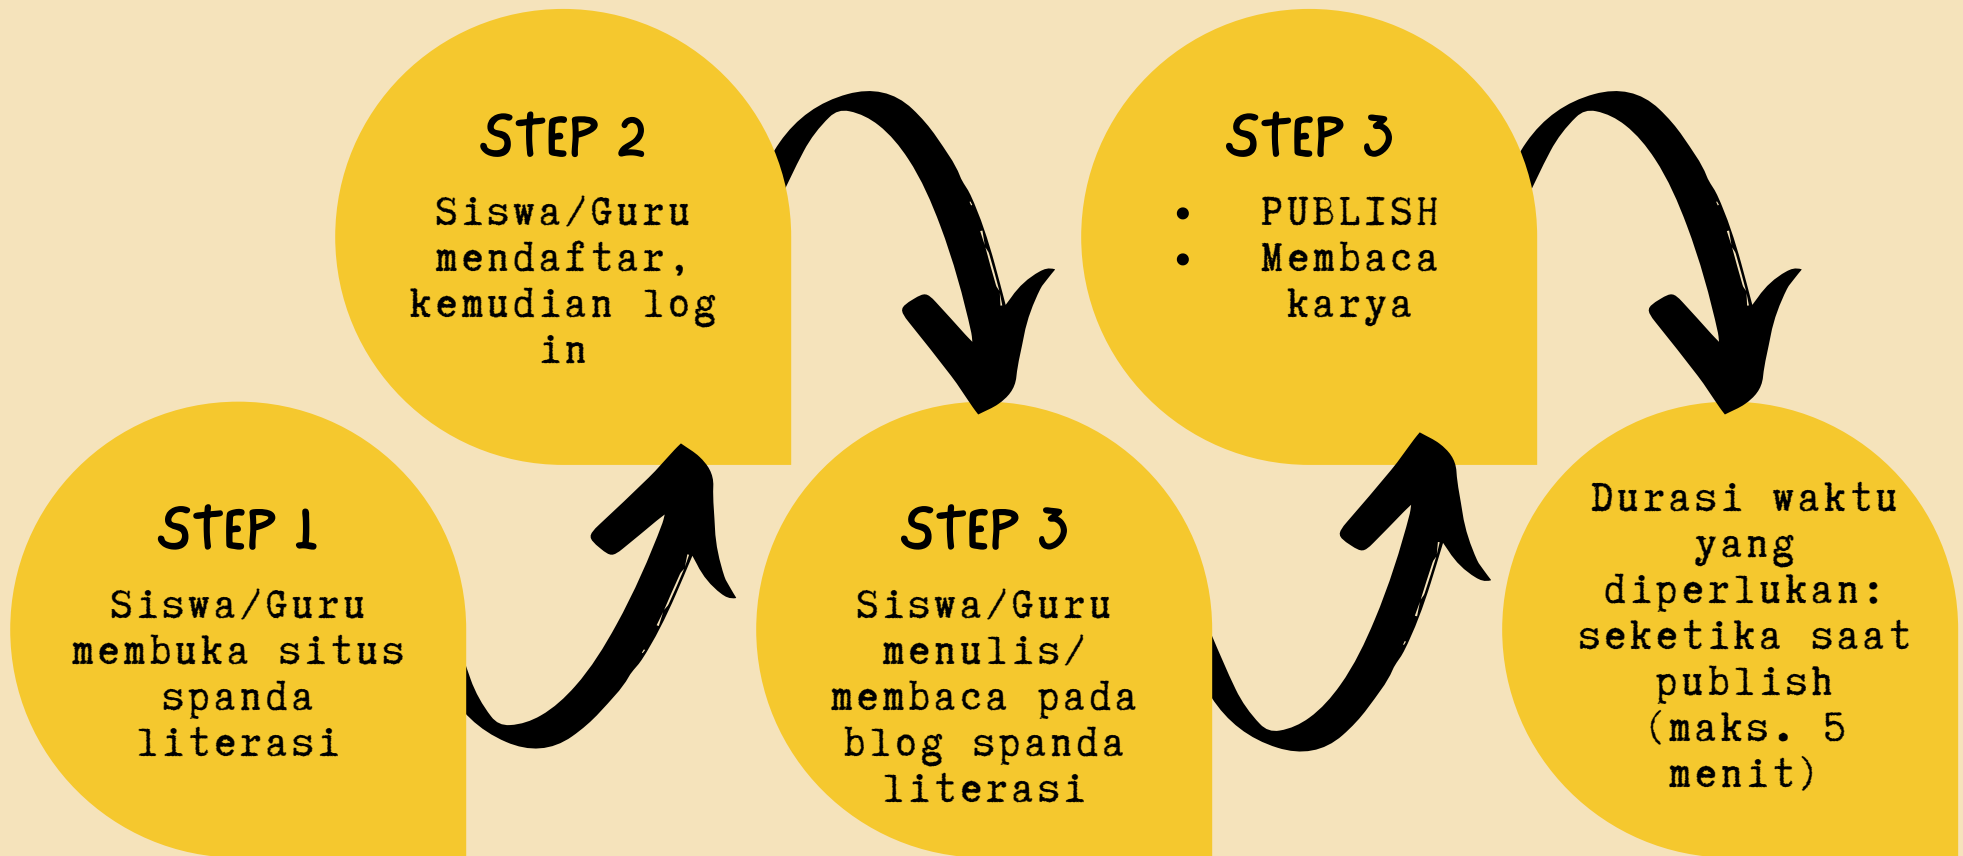 STEP 1
Siswa/Guru
membuka situs
spanda
literasi
STEP 2
Siswa/Guru
mendaftar,
kemudian log
in
STEP 3
Siswa/Guru
menulis/
membaca pada
blog spanda
literasi
STEP 3
• PUBLISH
• Membaca
karya
Durasi waktu
yang
diperlukan:
seketika saat
publish
(maks. 5
menit)